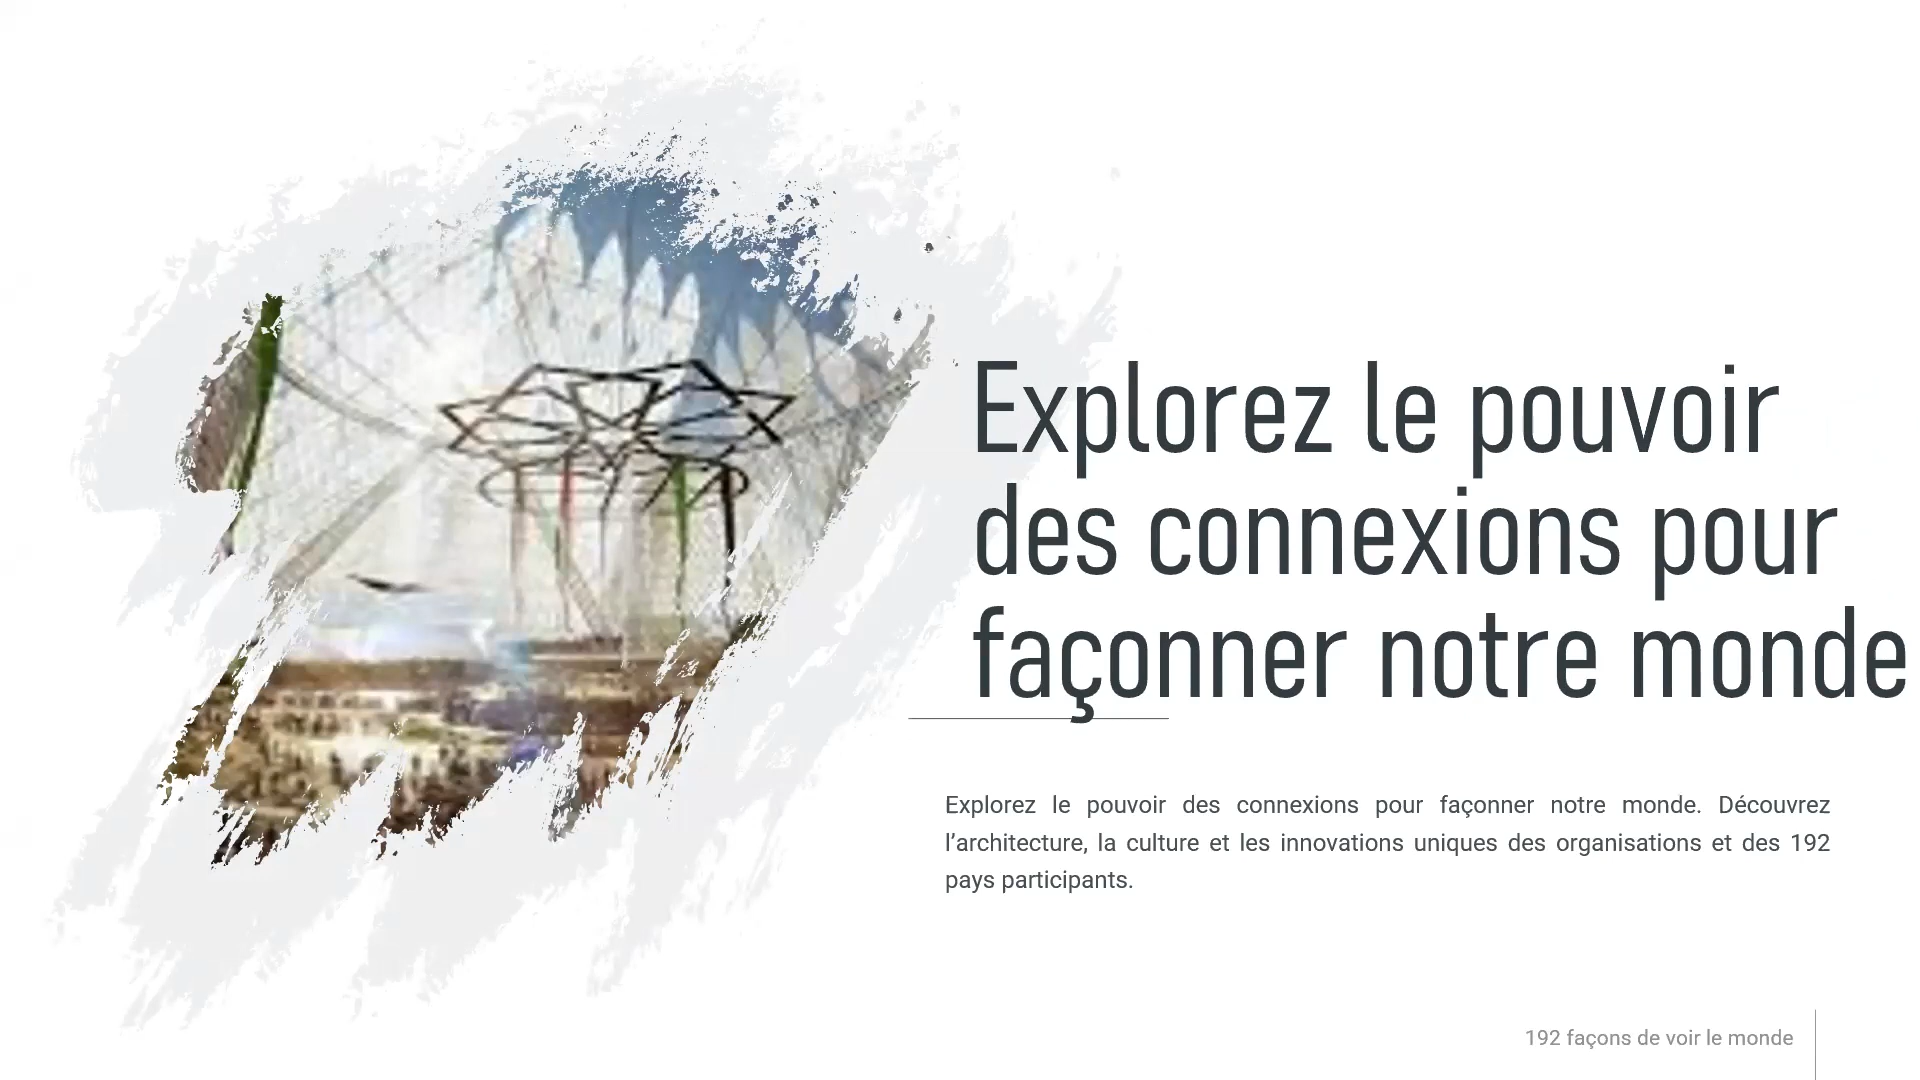 Explorez le pouvoir
des connexions pour
façonner notre monde
Explorez le pouvoir des connexions pour façonner notre monde. Découvrez
l’architecture, la culture et les innovations uniques des organisations et des 192
pays participants.
192 façons de voir le monde